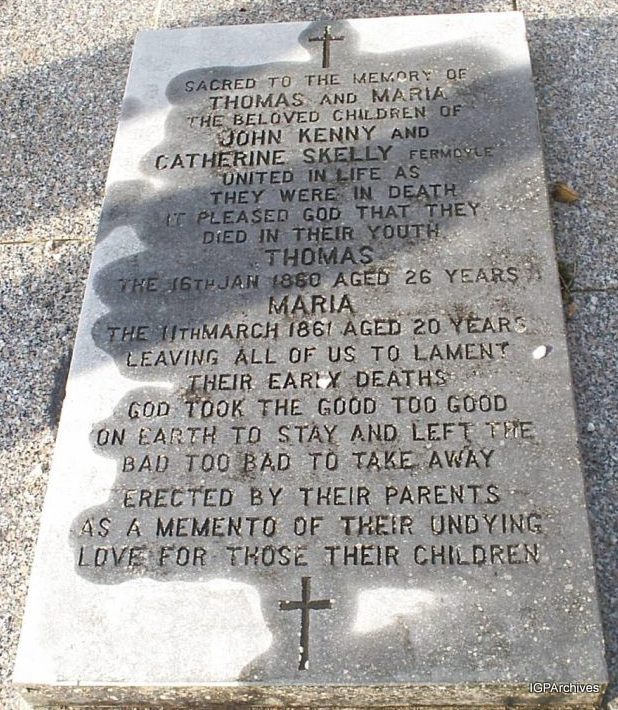 SACRED TO THE MEMORY OF
THOMAS AND MARIA
THE BELOVED CHILDREN OF
JOHN KENNY AND
CATHERINE SKELLY FERMOYLE
UNITED IN LIFE AS
THEY WERE IN DEATH
IT PLEASED GOD THAT THEY
DIED IN THEIR YOUTH
THOMAS
THE 16TH JAN 1860 AGED 26 YEARS
MARIA
THE 11TH MARCH 1861 AGED 20 YEARS
LEAVING ALL OF US TO LAMENT
THEIR EARLY DEATHS
GOD TOOK THE GOOD TOO GOOD
ON EARTH TO STAY AND LEFT THE
BAD TOO BAD TO TAKE AWAY
ERECTED BY THEIR PARENTS
AS A MEMENTO OF THEIR UNDYING
LOVE FOR THOSE THEIR CHILDREN
IGPArchives